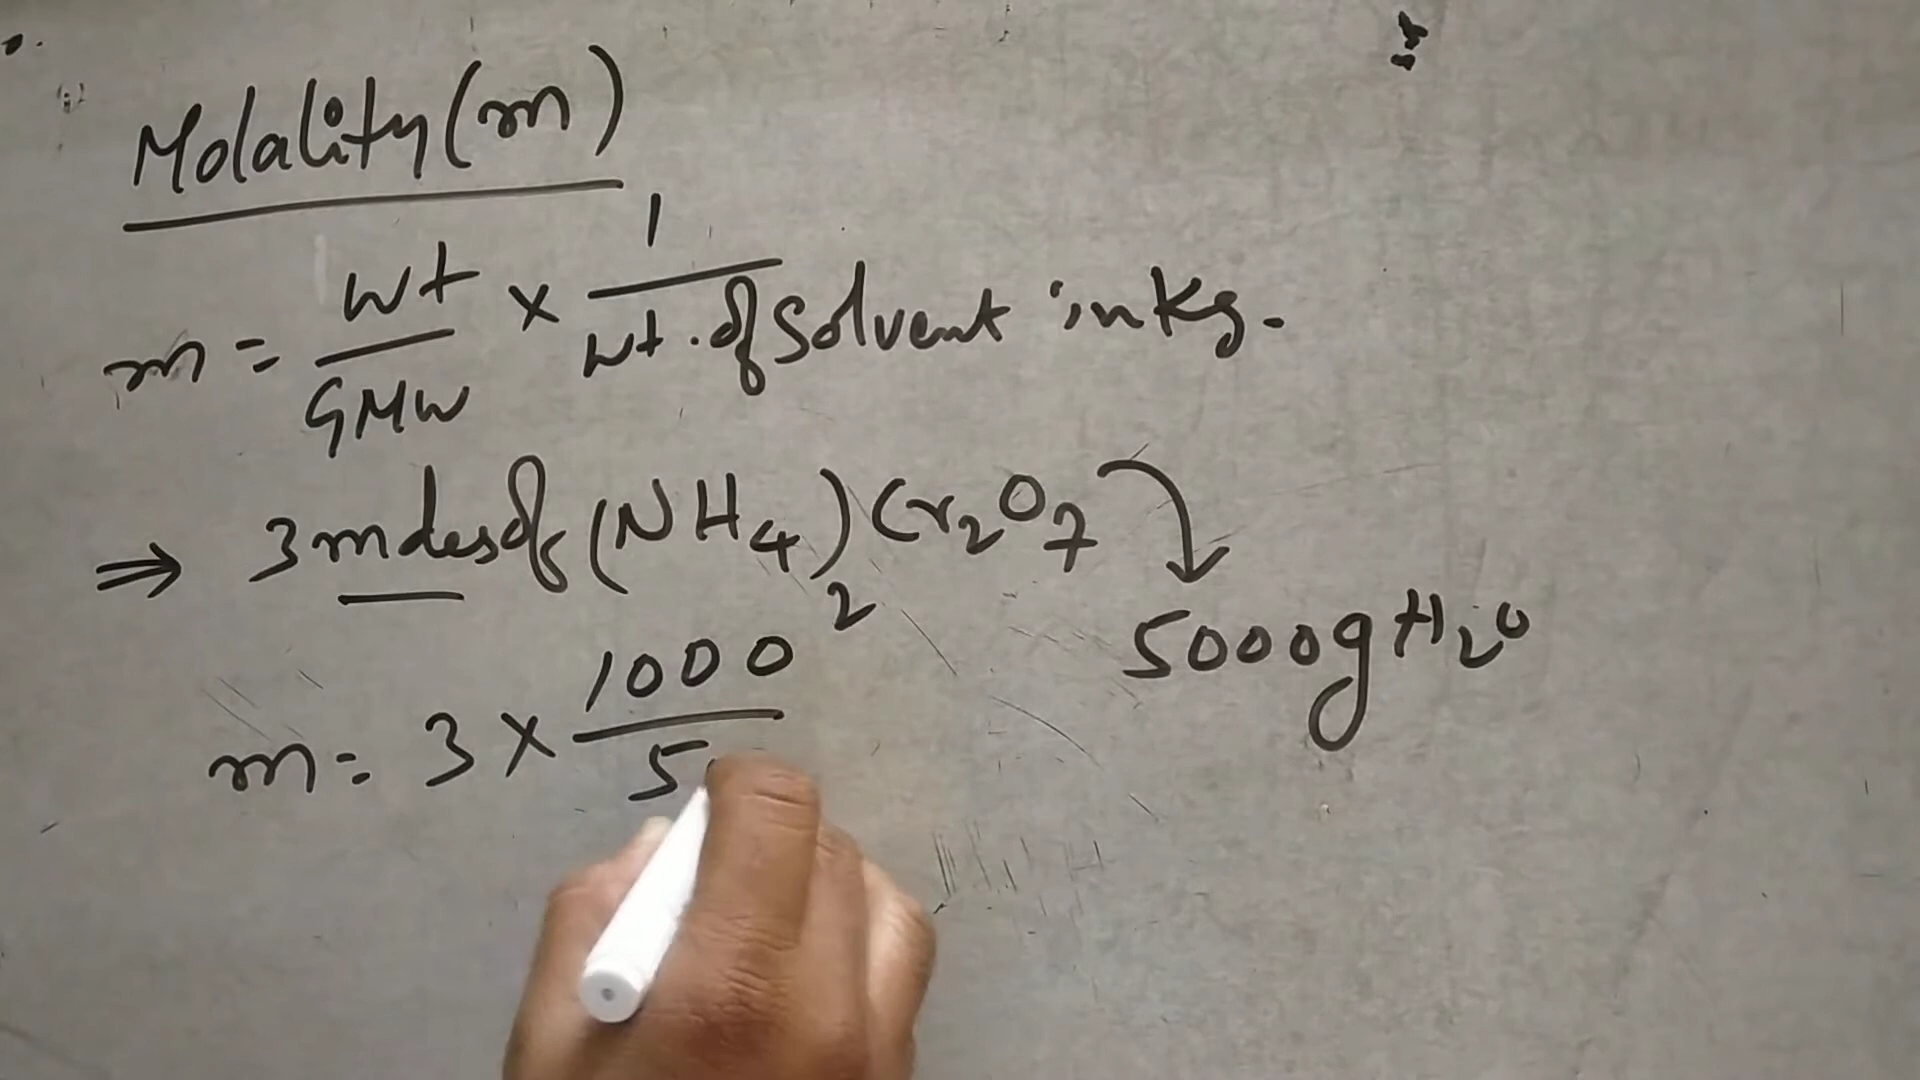 Molality (m)
m = wt/GMW × 1/wt. of Solvent in Kg.
⇒ 3 moles of (NH4)2Cr2O7
5000g H2O
m = 3 × 1000/5